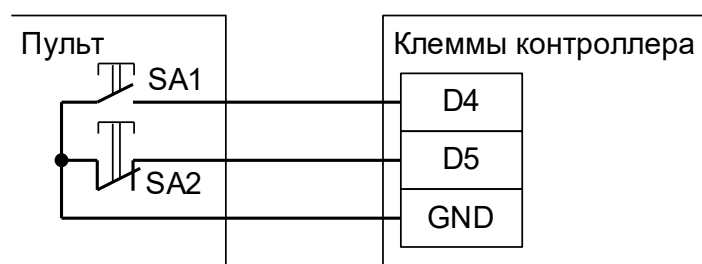 Пульт
Клеммы контроллера
SA1
D4
D5
SA2
GND